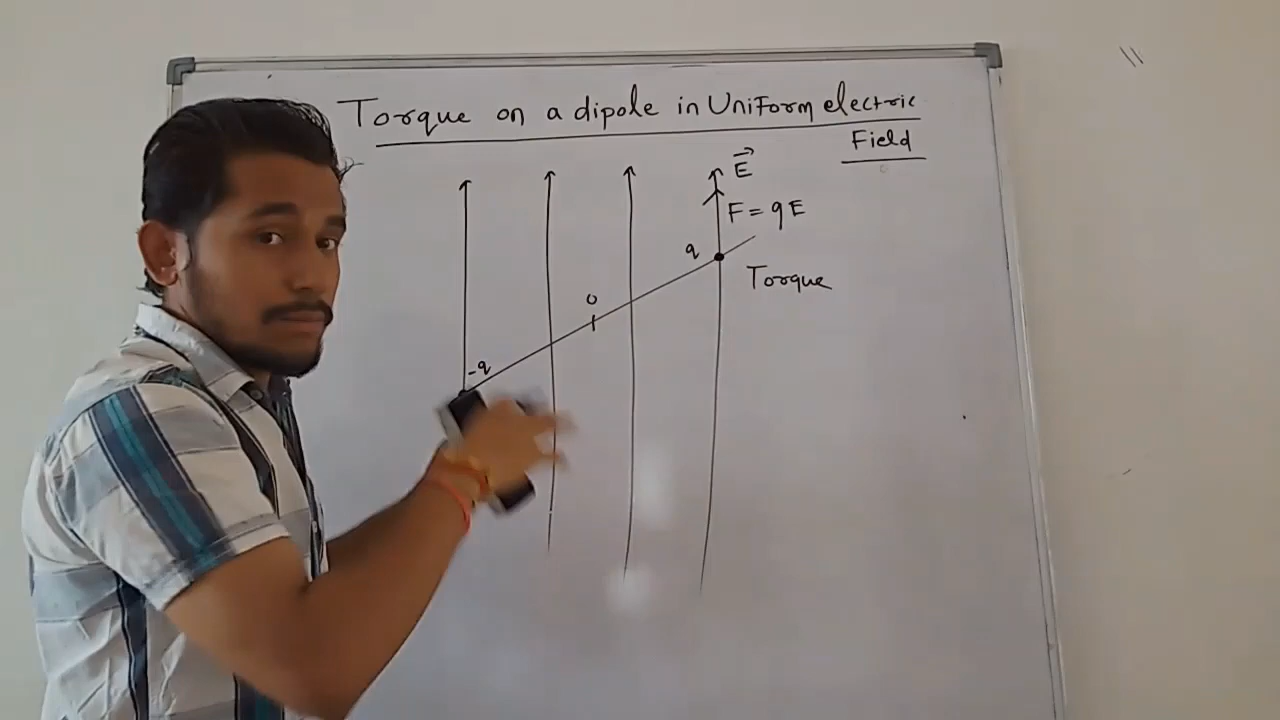 Torque on a dipole in Uniform electric
Field
E
F = qE
q
Torque
o
-q